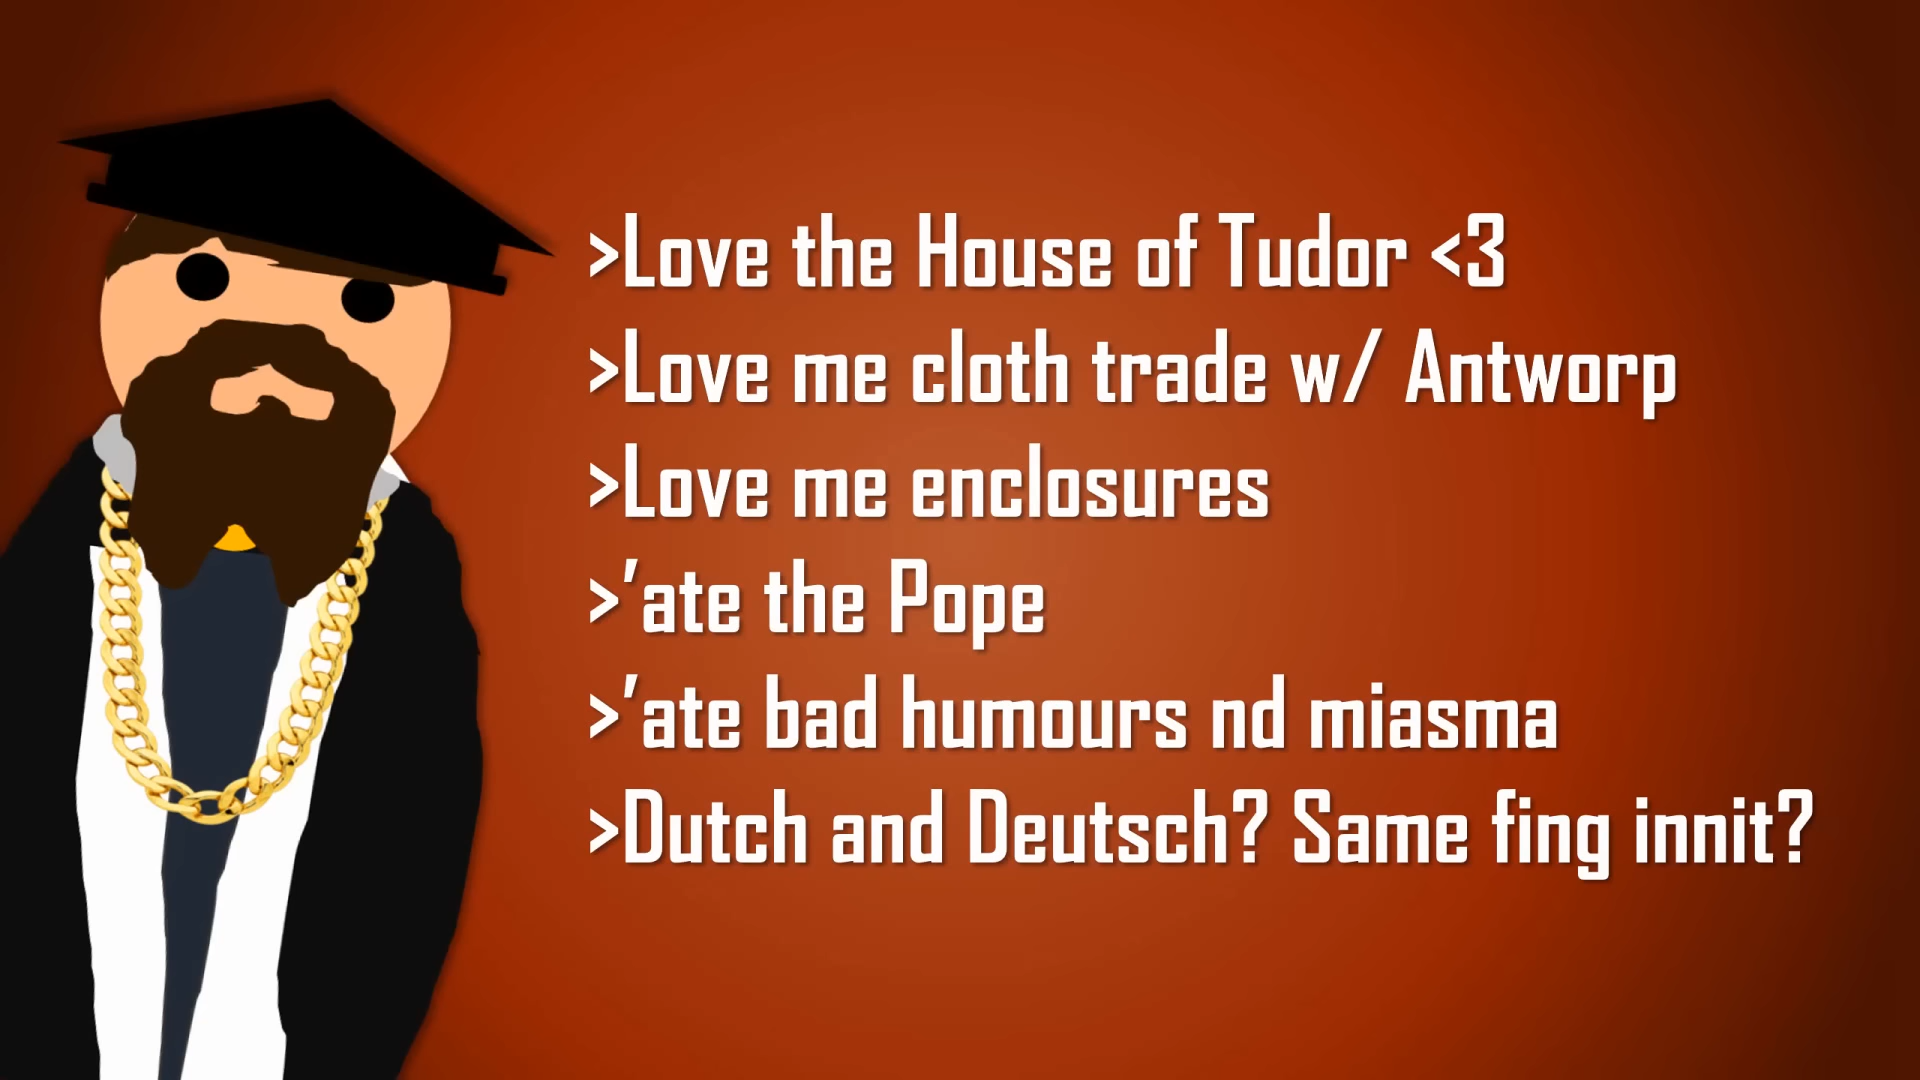 >Love the House of Tudor <3
>Love me cloth trade w/ Antworp
>Love me enclosures
>’ate the Pope
>’ate bad humours nd miasma
>Dutch and Deutsch? Same fing innit?